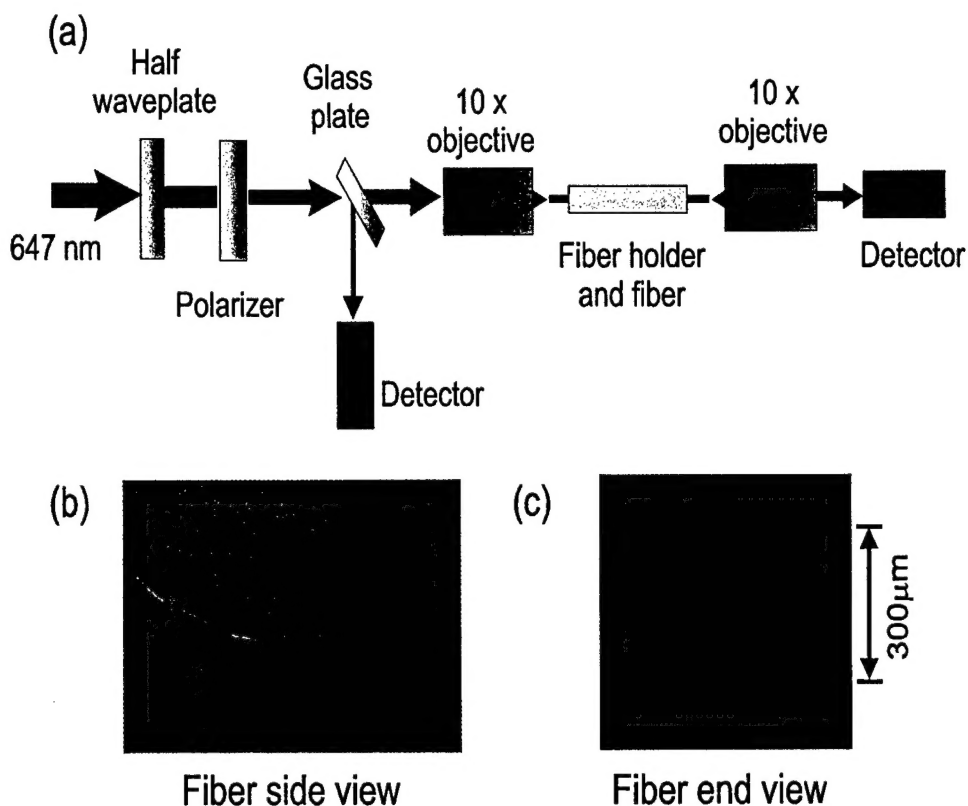 (a)
Half
waveplate
Glass
plate
10 x
objective
10 x
objective
647 nm
Polarizer
Fiber holder
and fiber
Detector
Detector
(b)
(c)
300μm
Fiber side view
Fiber end view